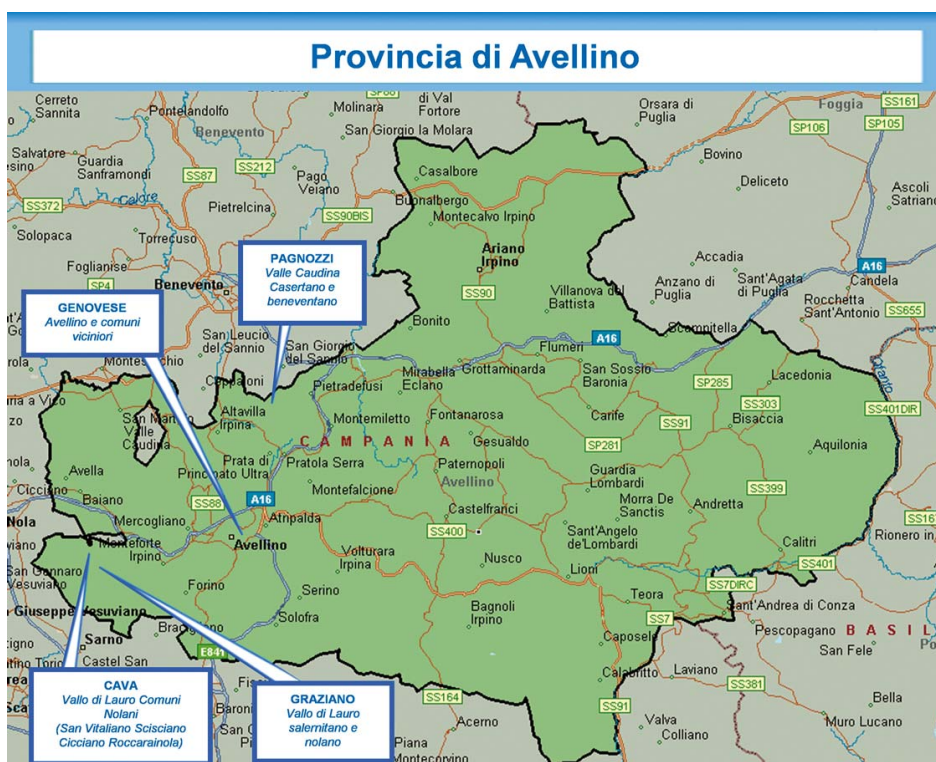 Provincia di Avellino
Cerreto
Sannita
Pontelandolfo
Molinara
di Val
Fortore
Orsara di
Puglia
Foggia
SS161
SP106
SP105
Benevento
San Giorgio la Molara
Guardia
Sanframondi
SS212
SS87
Pago
Veiano
Casalbore
Bovino
Deliceto
Ascoli
Satriano
SS372
Calore
Pietrelcina
SS90BIS
Buonalbergo
Montecalvo Irpino
Solopaca
Torrecuso
Foglianise
SP4
Benevento
PAGNOZZI
Valle Caudina
Casertano e
beneventano
Ariano
Irpino
SS90
Accadia
Sant'Agata
di Puglia
A16
Candela
Villanova del
Battista
Anzano di
Puglia
Rocchetta
Sant'Antonio
SS655
GENOVESE
Avellino e comuni
viciniori
San Leucio
del Sannio
San Giorgio
del Sannio
Bonito
A16
Flumeri
Scampitella
Ceppaloni
Pietradefusi
Mirabella
Eclano
Grottaminarda
San Sossio
Baronia
SP285
Lacedonia
Ofanto
SS303
SS401DIR
San Martino
Valle
Caudina
Altavilla
Irpina
Montemiletto
Fontanarosa
Carife
SS91
Bisaccia
CAMPANIA
Gesualdo
SP281
Aquilonia
Avella
Prata di
Principato Ultra
Pratola Serra
Paternopoli
Avellino
Guardia
Lombardi
Cicciano
Baiano
SS88
A16
Montefalcione
Morra De
Sanctis
Andretta
SS399
Nola
Mercogliano
Atripalda
Castelfranci
SS400
Monteforte
Irpino
Avellino
Volturara
Irpina
Nusco
Sant'Angelo
de'Lombardi
Calitri
SS401
Rionero in
San Gennaro
Vesuviano
Forino
Serino
Lioni
SS7DIRC
Teora
Giuseppe Vesuviano
Solofra
Bagnoli
Irpino
SS7
Sant'Andrea di Conza
Sarno
Caposele
Pescopagano
San Fele
BASIL
Castel San
E841
Laviano
Calabritto
CAVA
Vallo di Lauro Comuni
Nolani
(San Vitaliano Scisciano
Cicciano Roccarainola)
GRAZIANO
Vallo di Lauro
salernitano e
nolano
SS164
Acerno
SS91
SS381
Bella
Muro Lucano
Valva
Colliano
Piana
Montecorvino